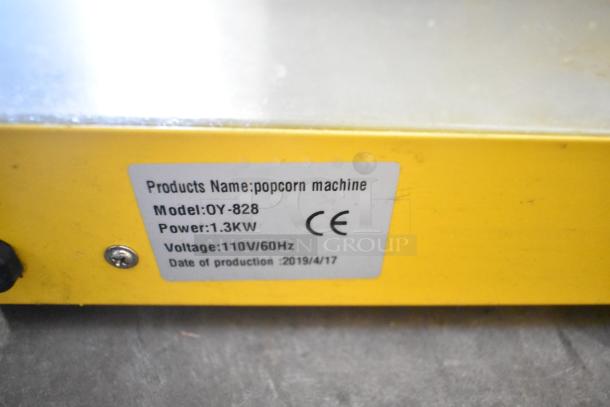 Products Name:popcorn machine
Model:OY-828
Power:1.3KW
CE
Voltage:110V/60Hz
Date of production :2019/4/17
GROUP